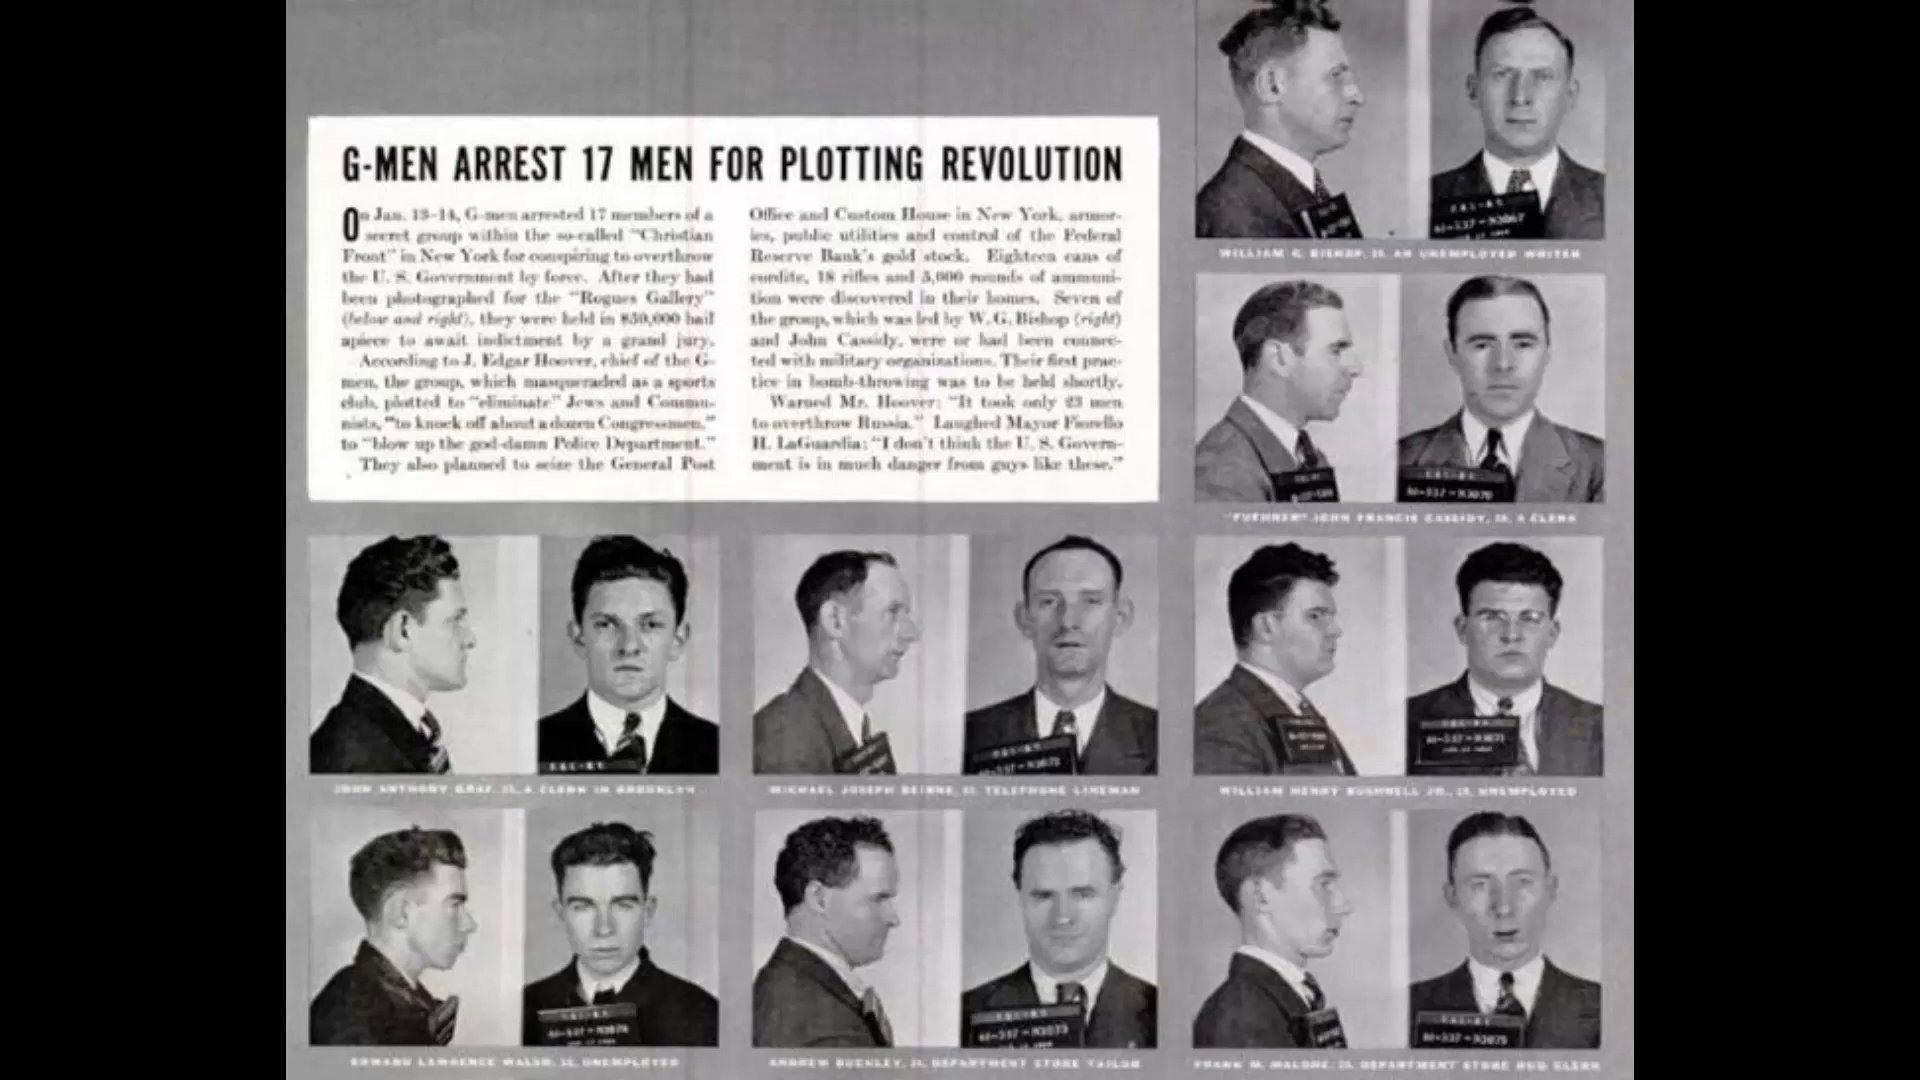 G-MEN ARREST 17 MEN FOR PLOTTING REVOLUTION
On Jan. 13-14, G-men arrested 17 members of a
secret group within the so-called "Christian
Front" in New York for conspiring to overthrow
the U. S. Government by force. After they had
been photographed for the "Rogues Gallery"
(below and right), they were held in $50,000 bail
apiece to await indictment by a grand jury.
According to J. Edgar Hoover, chief of the G-
men, the group, which masqueraded as a sports
club, plotted to "eliminate" Jews and Commu-
nists, "to knock off about a dozen Congressmen,"
to "blow up the god-damn Police Department."
They also planned to seize the General Post
Office and Custom House in New York, armor-
ies, public utilities and control of the Federal
Reserve Bank's gold stock. Eighteen cans of
cordite, 18 rifles and 5,000 rounds of ammuni-
tion were discovered in their homes. Seven of
the group, which was led by W. G. Bishop (right)
and John Cassidy, were or had been connec-
ted with military organizations. Their first prac-
tice in bomb-throwing was to be held shortly.
Warned Mr. Hoover: "It took only 23 men
to overthrow Russia." Laughed Mayor Fiorello
H. LaGuardia: "I don't think the U. S. Govern-
ment is in much danger from guys like these."
WILLIAM G. BISHOP, AN UNEMPLOYED WRITER
"FUEHRER" JOHN FRANCIS CASSIDY, A CLERK
JOHN ANTHONY GRAF, A CLERK IN BROOKLYN
MICHAEL JOSEPH BEIRNE, TELEPHONE LINEMAN
WILLIAM HENRY BUSHNELL JR., UNEMPLOYED
EDWARD LAWRENCE WALSH, UNEMPLOYED
ANDREW BUCKLEY, DEPARTMENT STORE TAILOR
FRANK M. MALONE, DEPARTMENT STORE RUG CLERK